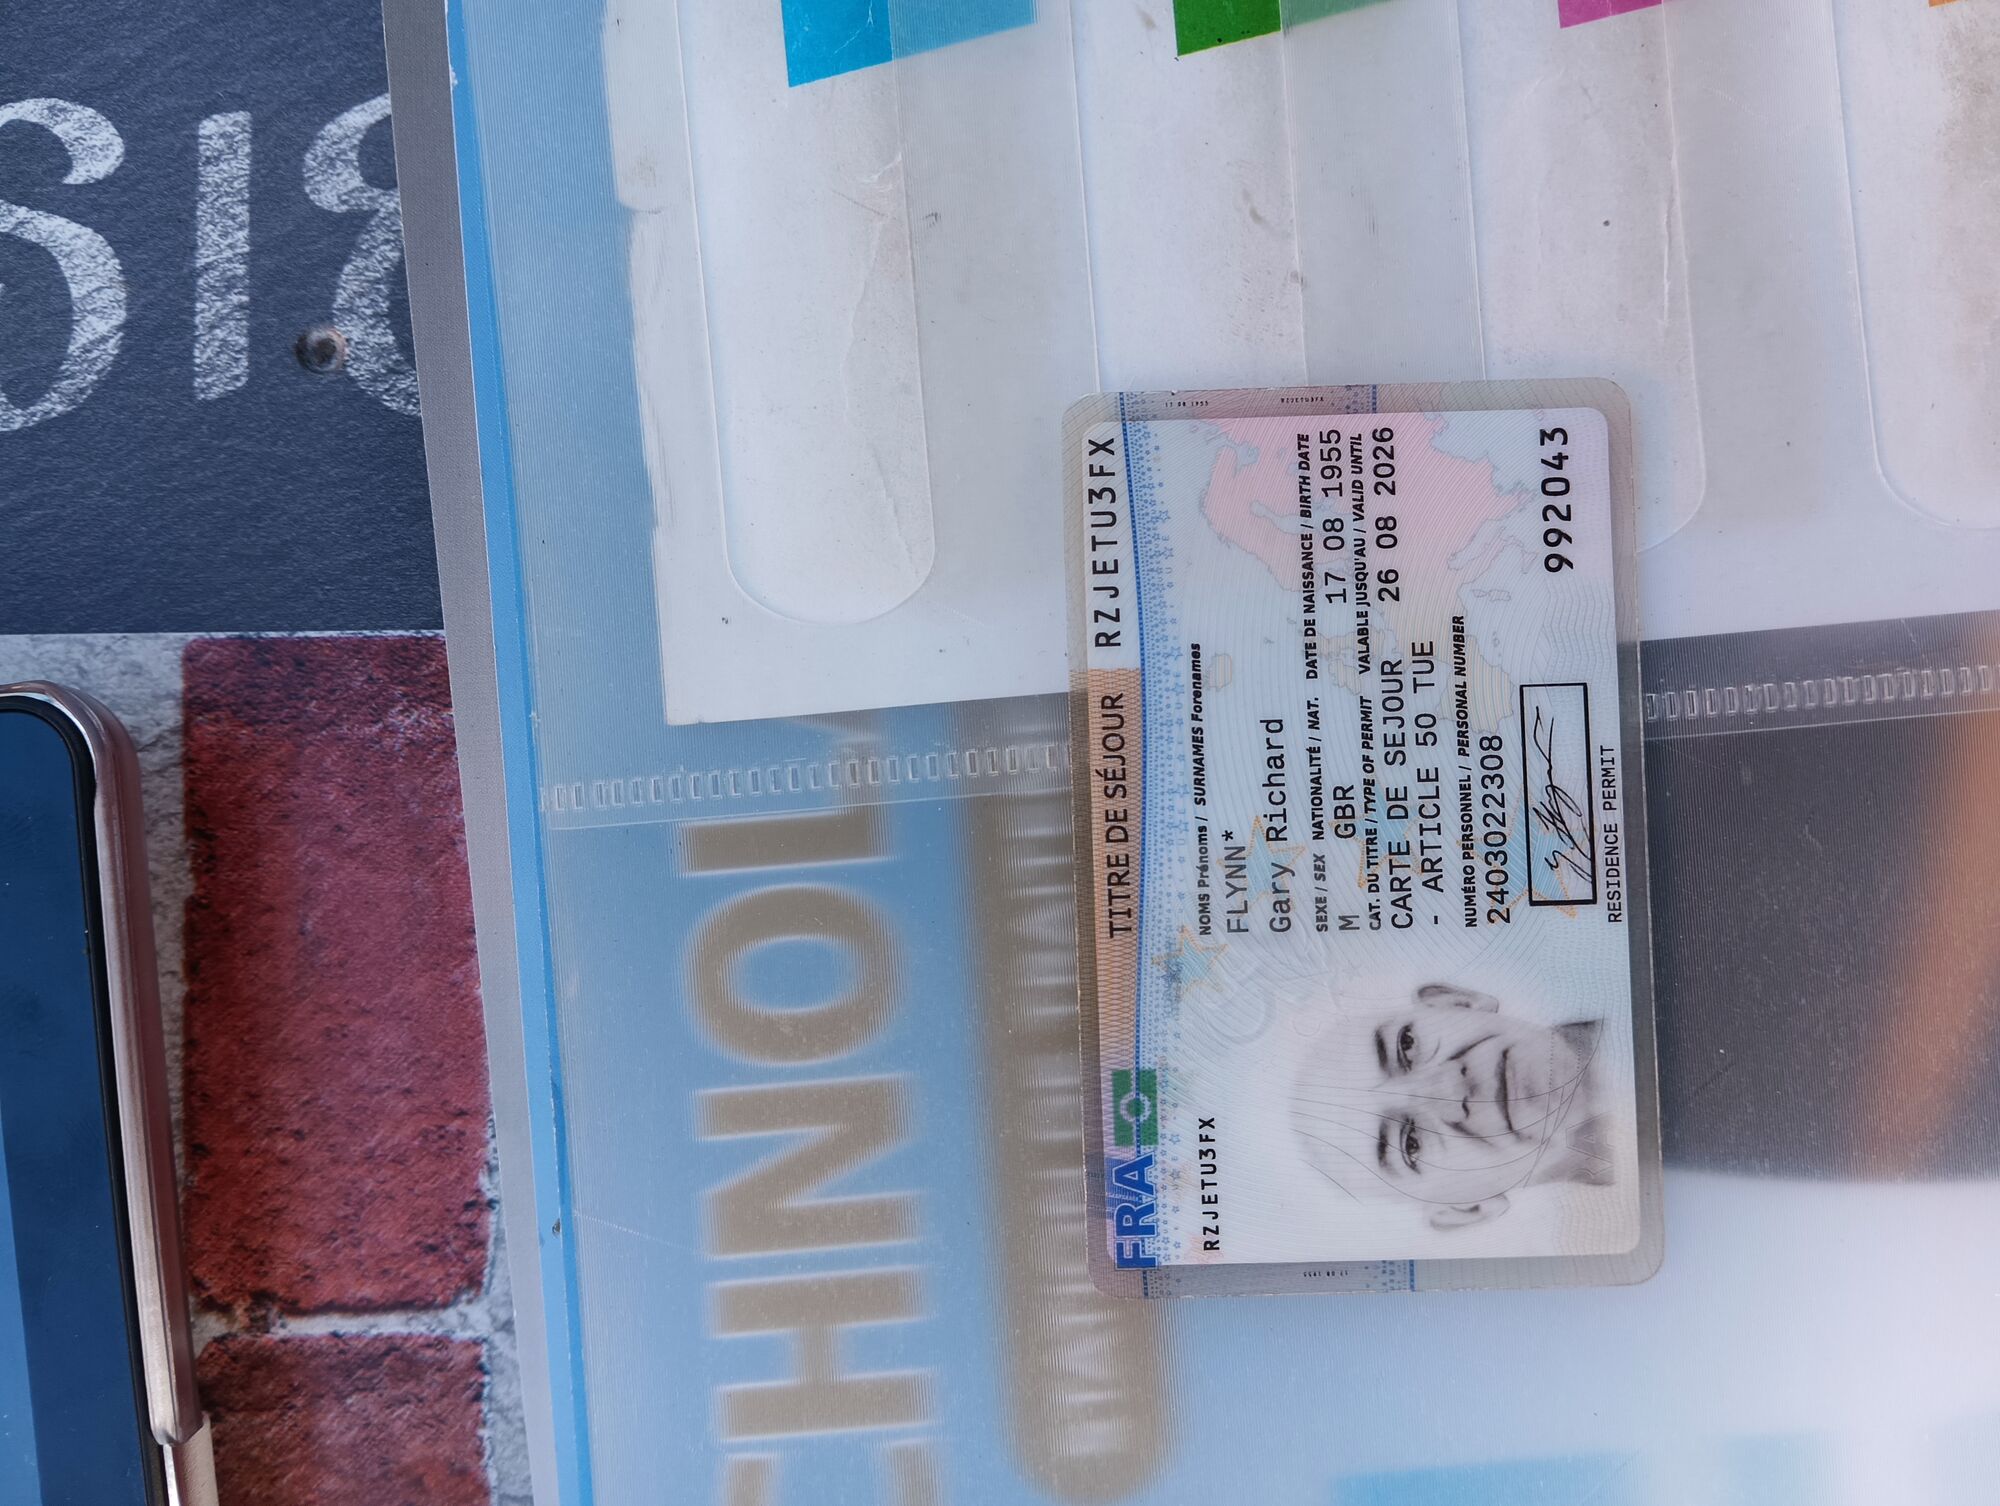 TITRE DE SÉJOUR RZJETU3FX
FRA
RZJETU3FX
NOMS Prénoms / SURNAMES Forenames
FLYNN*
Gary Richard
SEXE / SEX NATIONALITÉ / NAT. DATE DE NAISSANCE / BIRTH DATE
M GBR 17 08 1955
CAT. DU TITRE / TYPE OF PERMIT VALABLE JUSQU'AU / VALID UNTIL
CARTE DE SEJOUR 26 08 2026
- ARTICLE 50 TUE
NUMÉRO PERSONNEL / PERSONAL NUMBER
2403022308
992043
RESIDENCE PERMIT